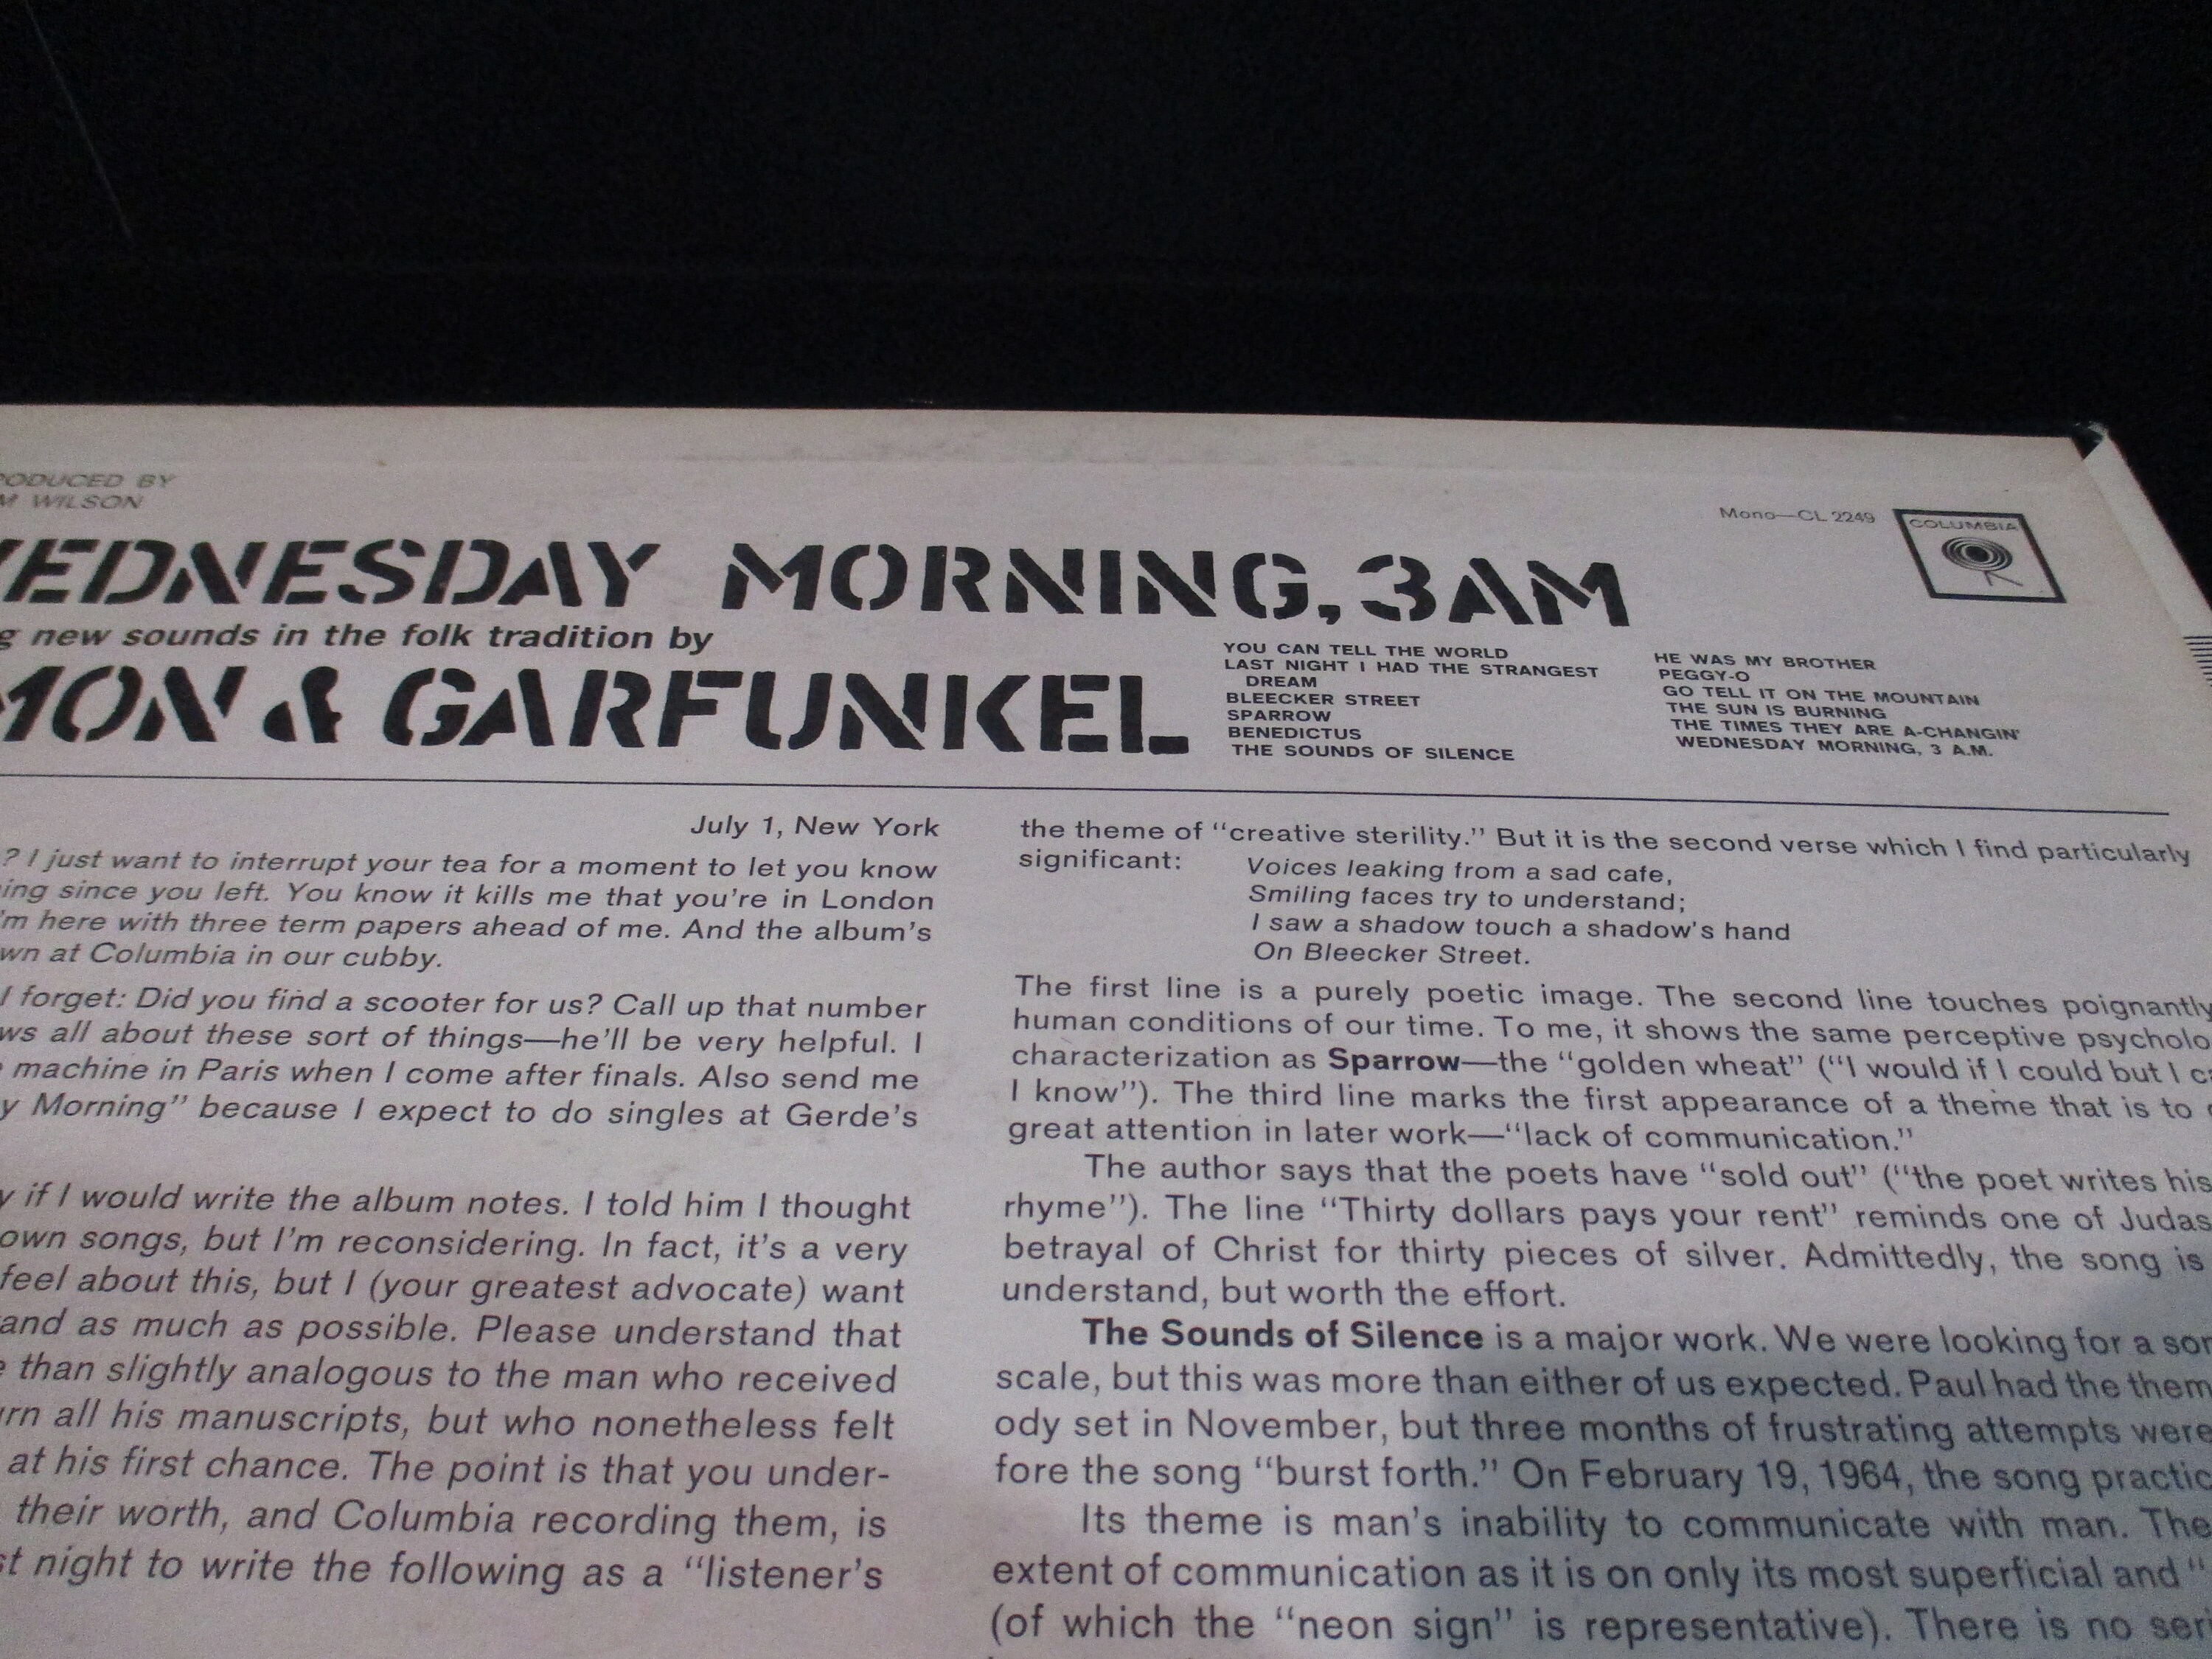 ODUCED BY
WILSON
Mono—CL 2249
COLUMBIA
WEDNESDAY MORNING, 3AM
new sounds in the folk tradition by
MON & GARFUNKEL
YOU CAN TELL THE WORLD
LAST NIGHT I HAD THE STRANGEST
DREAM
BLEECKER STREET
SPARROW
BENEDICTUS
THE SOUNDS OF SILENCE
HE WAS MY BROTHER
PEGGY-O
GO TELL IT ON THE MOUNTAIN
THE SUN IS BURNING
THE TIMES THEY ARE A-CHANGIN'
WEDNESDAY MORNING, 3 A.M.
July 1, New York
? I just want to interrupt your tea for a moment to let you know
ing since you left. You know it kills me that you're in London
'm here with three term papers ahead of me. And the album's
wn at Columbia in our cubby.
I forget: Did you find a scooter for us? Call up that number
ws all about these sort of things—he'll be very helpful. I
machine in Paris when I come after finals. Also send me
y Morning" because I expect to do singles at Gerde's
y if I would write the album notes. I told him I thought
own songs, but I'm reconsidering. In fact, it's a very
feel about this, but I (your greatest advocate) want
and as much as possible. Please understand that
than slightly analogous to the man who received
urn all his manuscripts, but who nonetheless felt
at his first chance. The point is that you under-
their worth, and Columbia recording them, is
st night to write the following as a "listener's
the theme of "creative sterility." But it is the second verse which I find particularly
significant:
Voices leaking from a sad cafe,
Smiling faces try to understand;
I saw a shadow touch a shadow's hand
On Bleecker Street.
The first line is a purely poetic image. The second line touches poignantly
human conditions of our time. To me, it shows the same perceptive psycholo
characterization as Sparrow—the "golden wheat" ("I would if I could but I c
I know"). The third line marks the first appearance of a theme that is to
great attention in later work—"lack of communication."
The author says that the poets have "sold out" ("the poet writes his
rhyme"). The line "Thirty dollars pays your rent" reminds one of Judas
betrayal of Christ for thirty pieces of silver. Admittedly, the song is
understand, but worth the effort.
The Sounds of Silence is a major work. We were looking for a son
scale, but this was more than either of us expected. Paul had the them
ody set in November, but three months of frustrating attempts were
fore the song "burst forth." On February 19, 1964, the song practic
Its theme is man's inability to communicate with man. The
extent of communication as it is on only its most superficial and "
(of which the "neon sign" is representative). There is no seri